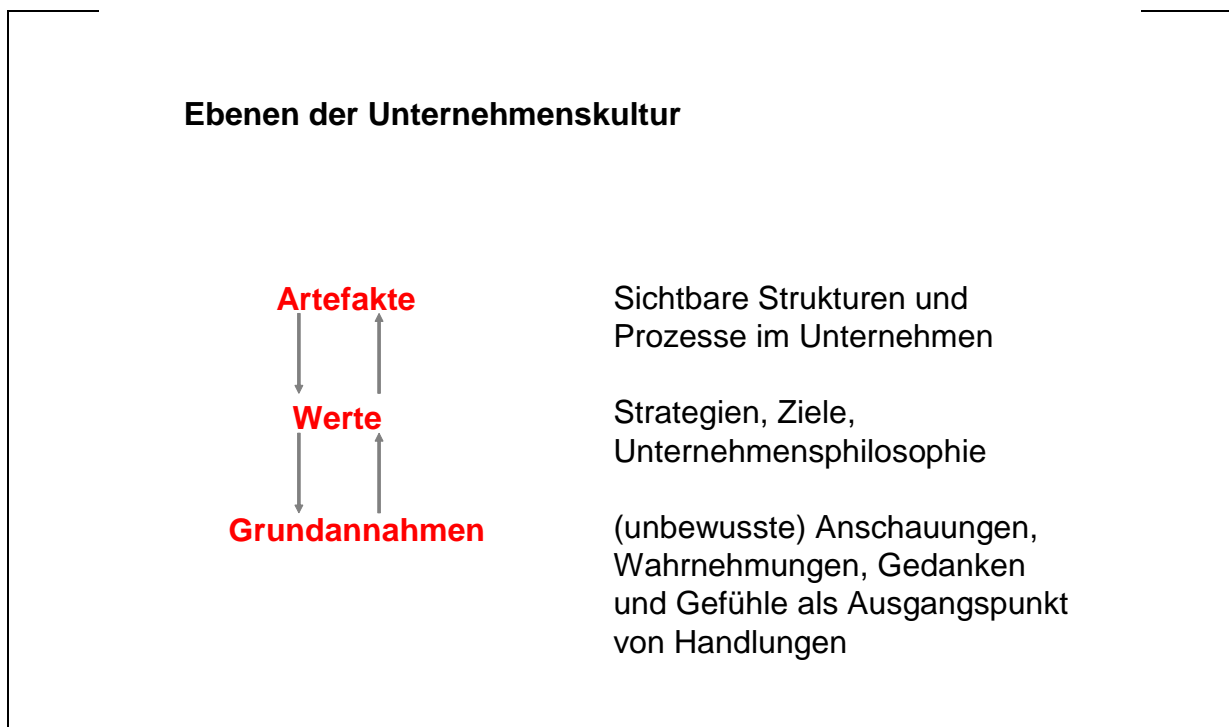 Ebenen der Unternehmenskultur
Artefakte
Sichtbare Strukturen und
Prozesse im Unternehmen
Werte
Strategien, Ziele,
Unternehmensphilosophie
Grundannahmen
(unbewusste) Anschauungen,
Wahrnehmungen, Gedanken
und Gefühle als Ausgangspunkt
von Handlungen